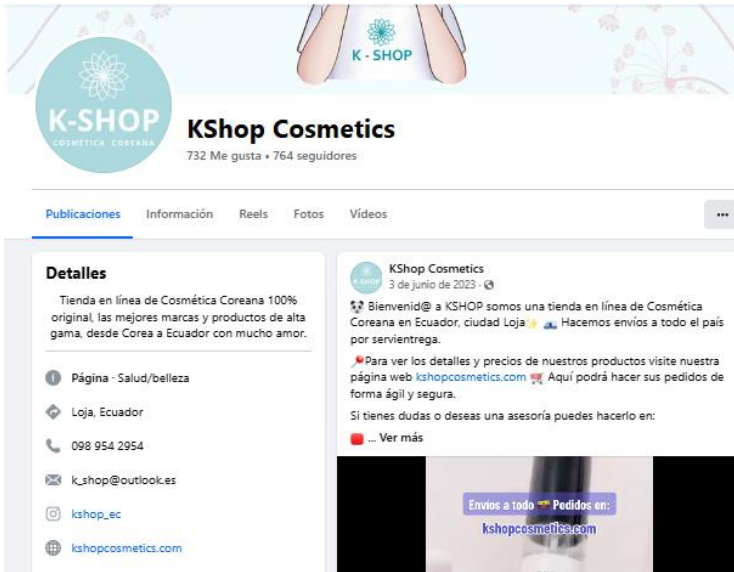 K - SHOP
K-SHOP
COSMÉTICA COREANA
KShop Cosmetics
732 Me gusta • 764 seguidores
Publicaciones
Información
Reels
Fotos
Vídeos
Detalles
Tienda en línea de Cosmética Coreana 100%
original, las mejores marcas y productos de alta
gama, desde Corea a Ecuador con mucho amor.
Página · Salud/belleza
Loja, Ecuador
098 954 2954
k_shop@outlook.es
kshop_ec
kshopcosmetics.com
K-SHOP
KShop Cosmetics
3 de junio de 2023 ·
🐼 Bienvenid@ a KSHOP somos una tienda en línea de Cosmética
Coreana en Ecuador, ciudad Loja✨ Hacemos envíos a todo el país
por servientrega.
📍Para ver los detalles y precios de nuestros productos visite nuestra
página web kshopcosmetics.com 🛒 Aquí podrá hacer sus pedidos de
forma ágil y segura.
Si tienes dudas o deseas una asesoría puedes hacerlo en:
🟥 ... Ver más
Envíos a todo 🇪🇨 Pedidos en:
kshopcosmetics.com